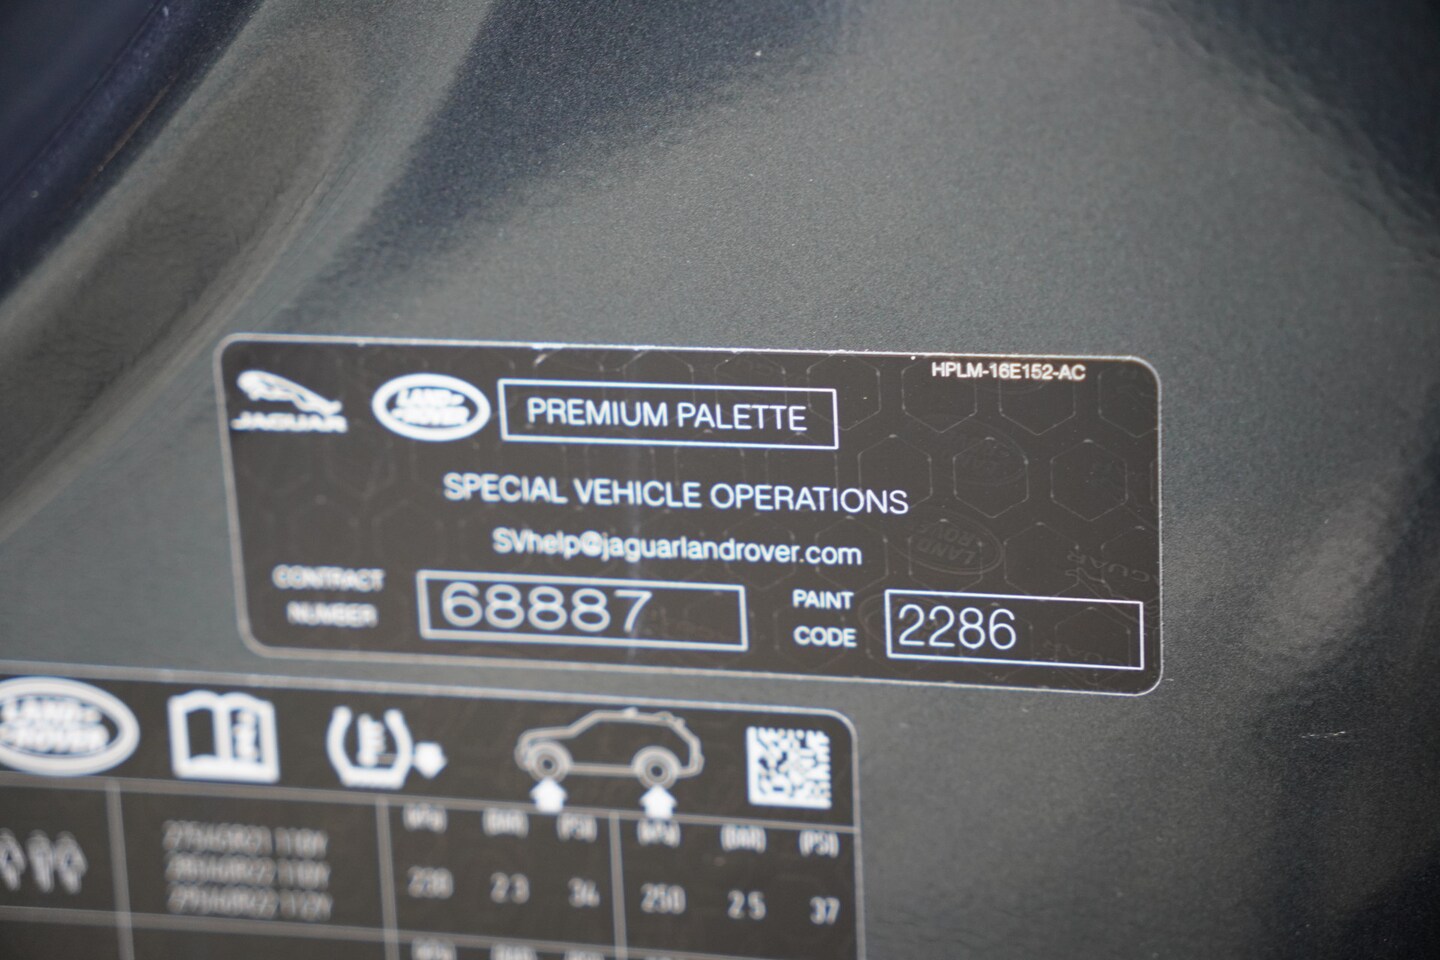 HPLM-16E152-AC
JAGUAR
LAND ROVER
PREMIUM PALETTE
SPECIAL VEHICLE OPERATIONS
SVhelp@jaguarlandrover.com
CONTRACT NUMBER
68887
PAINT CODE
2286
LAND ROVER
(kPa) (BAR) (PSI) (kPa) (BAR) (PSI)
230 2.3 34 250 2.5 37